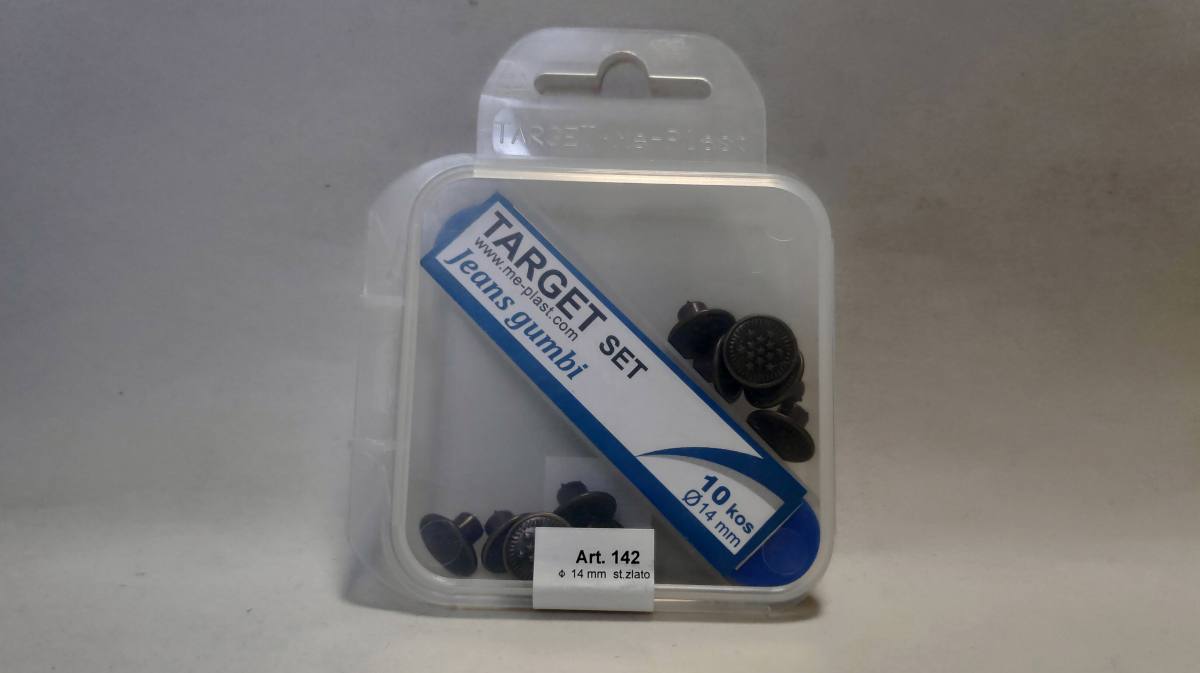 TARGET-Me-Plast
TARGET SET
www.me-plast.com
Jeans gumbi
10 kos
Ø14 mm
Art. 142
Φ 14 mm st.zlato